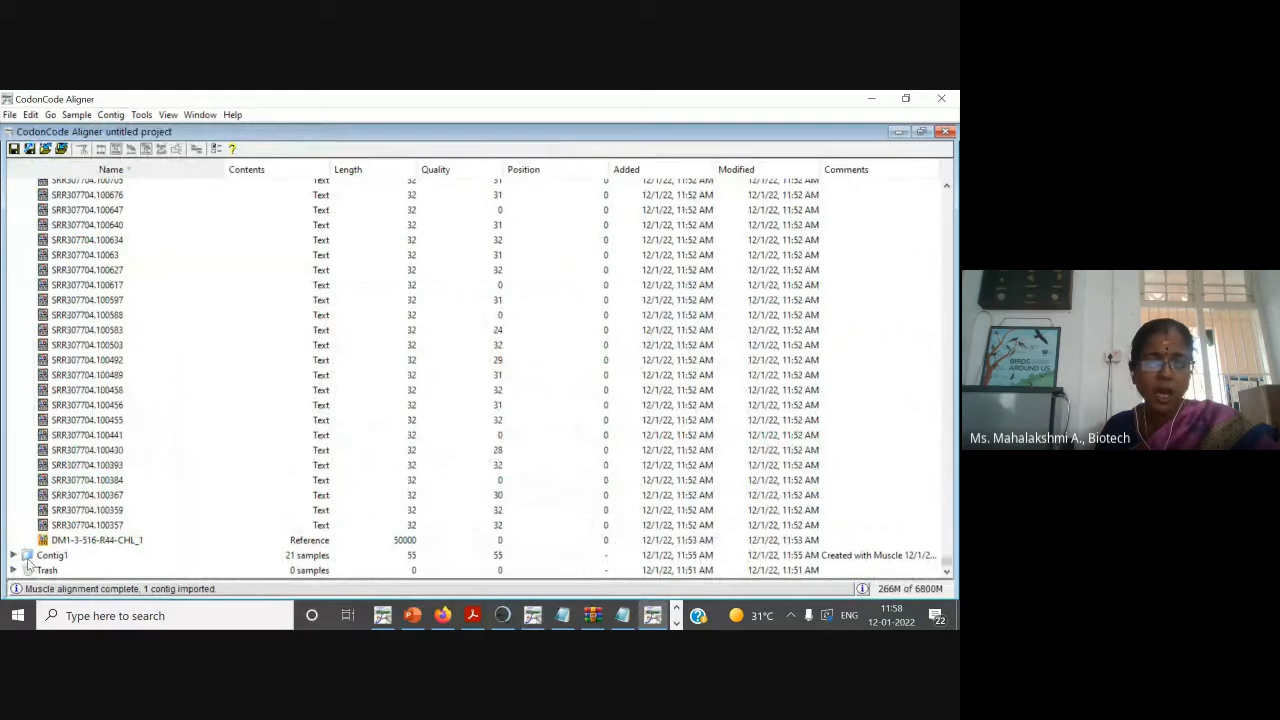 CodonCode Aligner
File Edit Go Sample Contig Tools View Window Help
CodonCode Aligner untitled project
Name Contents Length Quality Position Added Modified Comments
SRR307704.100705 Text 32 31 0 12/1/22, 11:52 AM 12/1/22, 11:52 AM
SRR307704.100676 Text 32 31 0 12/1/22, 11:52 AM 12/1/22, 11:52 AM
SRR307704.100647 Text 32 0 0 12/1/22, 11:52 AM 12/1/22, 11:52 AM
SRR307704.100640 Text 32 31 0 12/1/22, 11:52 AM 12/1/22, 11:52 AM
SRR307704.100634 Text 32 32 0 12/1/22, 11:52 AM 12/1/22, 11:52 AM
SRR307704.10063 Text 32 31 0 12/1/22, 11:52 AM 12/1/22, 11:52 AM
SRR307704.100627 Text 32 32 0 12/1/22, 11:52 AM 12/1/22, 11:52 AM
SRR307704.100617 Text 32 0 0 12/1/22, 11:52 AM 12/1/22, 11:52 AM
SRR307704.100597 Text 32 31 0 12/1/22, 11:52 AM 12/1/22, 11:52 AM
SRR307704.100588 Text 32 0 0 12/1/22, 11:52 AM 12/1/22, 11:52 AM
SRR307704.100583 Text 32 24 0 12/1/22, 11:52 AM 12/1/22, 11:52 AM
SRR307704.100503 Text 32 32 0 12/1/22, 11:52 AM 12/1/22, 11:52 AM
SRR307704.100492 Text 32 29 0 12/1/22, 11:52 AM 12/1/22, 11:52 AM
SRR307704.100489 Text 32 31 0 12/1/22, 11:52 AM 12/1/22, 11:52 AM
SRR307704.100458 Text 32 32 0 12/1/22, 11:52 AM 12/1/22, 11:52 AM
SRR307704.100456 Text 32 31 0 12/1/22, 11:52 AM 12/1/22, 11:52 AM
SRR307704.100455 Text 32 32 0 12/1/22, 11:52 AM 12/1/22, 11:52 AM
SRR307704.100441 Text 32 0 0 12/1/22, 11:52 AM 12/1/22, 11:52 AM
SRR307704.100430 Text 32 28 0 12/1/22, 11:52 AM 12/1/22, 11:52 AM
SRR307704.100393 Text 32 32 0 12/1/22, 11:52 AM 12/1/22, 11:52 AM
SRR307704.100384 Text 32 0 0 12/1/22, 11:52 AM 12/1/22, 11:52 AM
SRR307704.100367 Text 32 30 0 12/1/22, 11:52 AM 12/1/22, 11:52 AM
SRR307704.100359 Text 32 32 0 12/1/22, 11:52 AM 12/1/22, 11:52 AM
SRR307704.100357 Text 32 32 0 12/1/22, 11:52 AM 12/1/22, 11:52 AM
DM1-3-516-R44-CHL_1 Reference 50000 0 0 12/1/22, 11:53 AM 12/1/22, 11:53 AM
Contig1 21 samples 55 55 - 12/1/22, 11:55 AM 12/1/22, 11:55 AM Created with Muscle 12/1/2...
Trash 0 samples 0 0 - 12/1/22, 11:51 AM 12/1/22, 11:51 AM
Muscle alignment complete, 1 contig imported. 266M of 6800M
Type here to search 31°C ENG 11:58
12-01-2022 22
BIRDS
AROUND US
Ms. Mahalakshmi A., Biotech